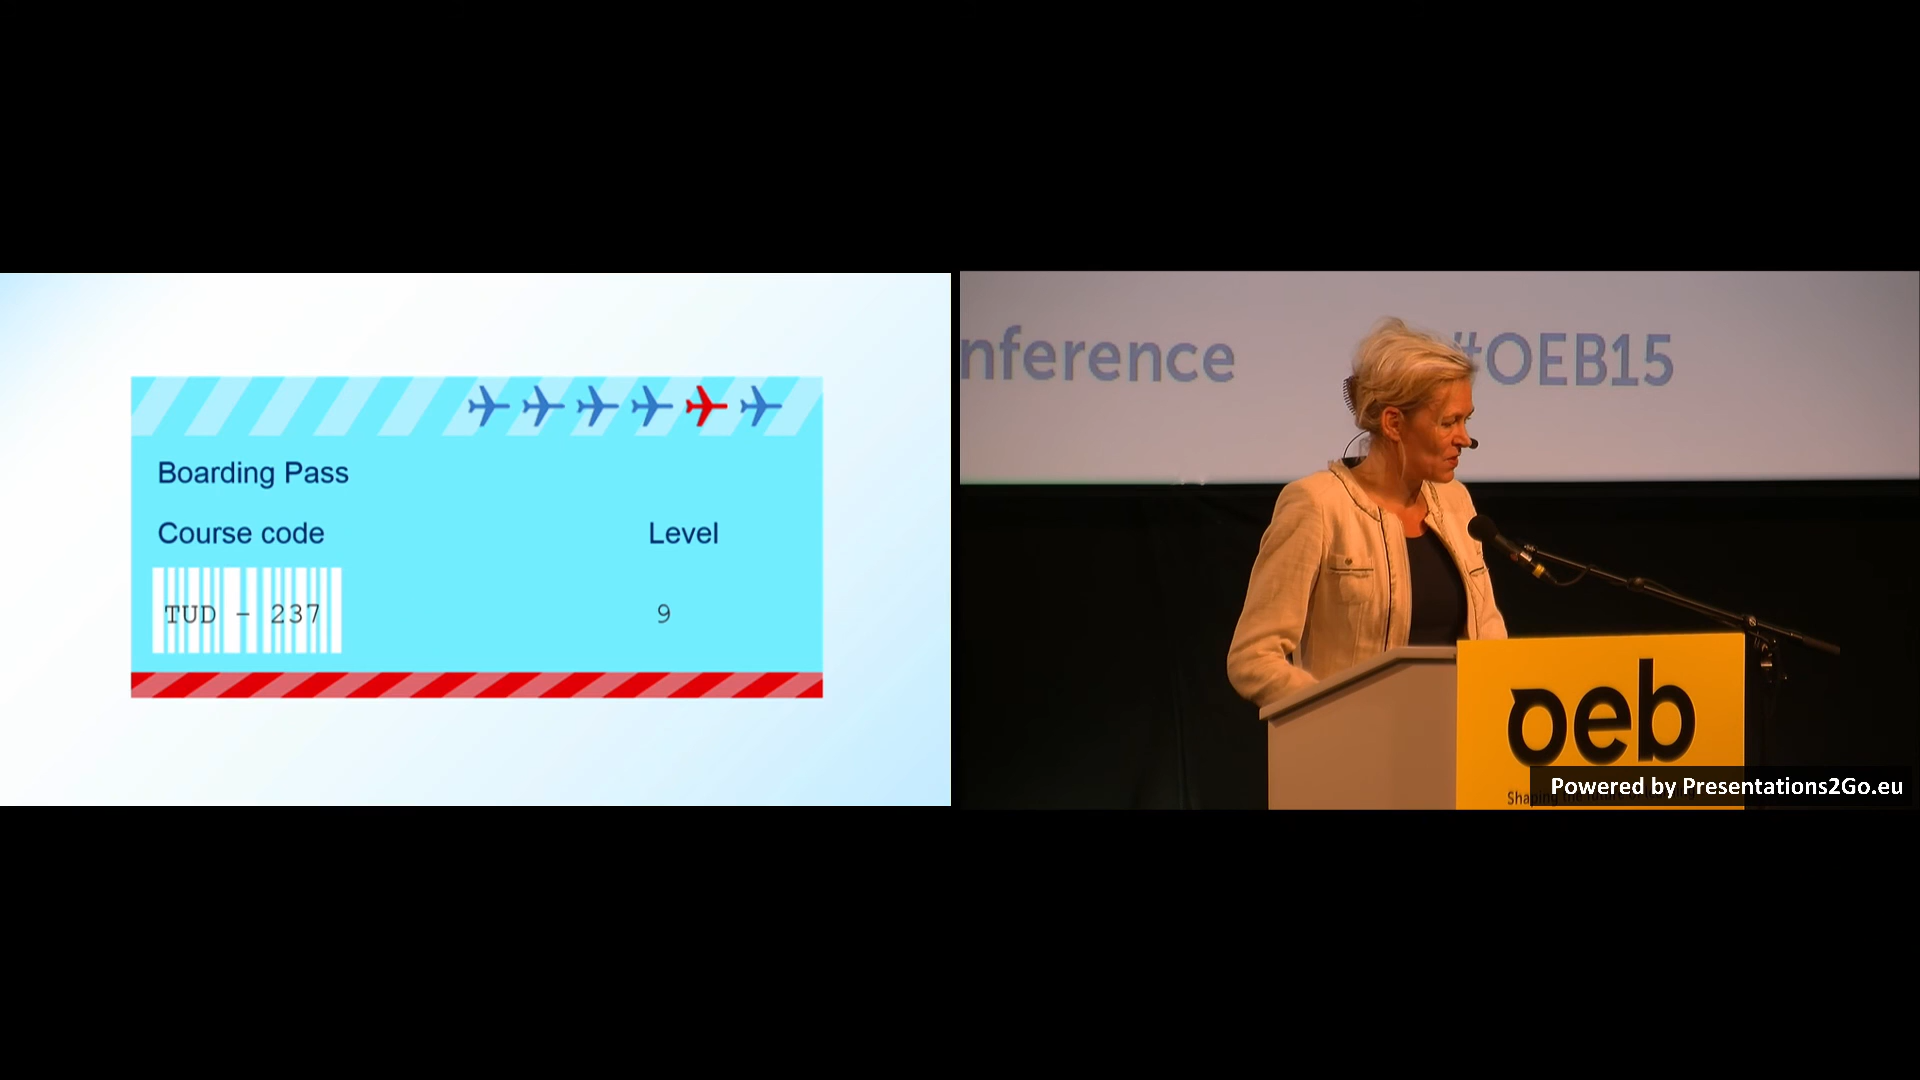 Boarding Pass
Course code Level
TUD - 237 9
nference #OEB15
oeb
Powered by Presentations2Go.eu